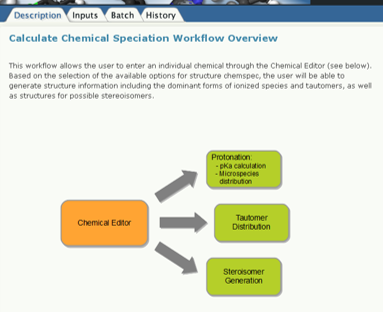 Description Inputs Batch History
Calculate Chemical Speciation Workflow Overview
This workflow allows the user to enter an individual chemical through the Chemical Editor (see below).
Based on the selection of the available options for structure chemspec, the user will be able to
generate structure information including the dominant forms of ionized species and tautomers, as well
as structures for possible stereoisomers.
Protonation:
- pKa calculation
- Microspecies
distribution
Chemical Editor
Tautomer
Distribution
Steroisomer
Generation